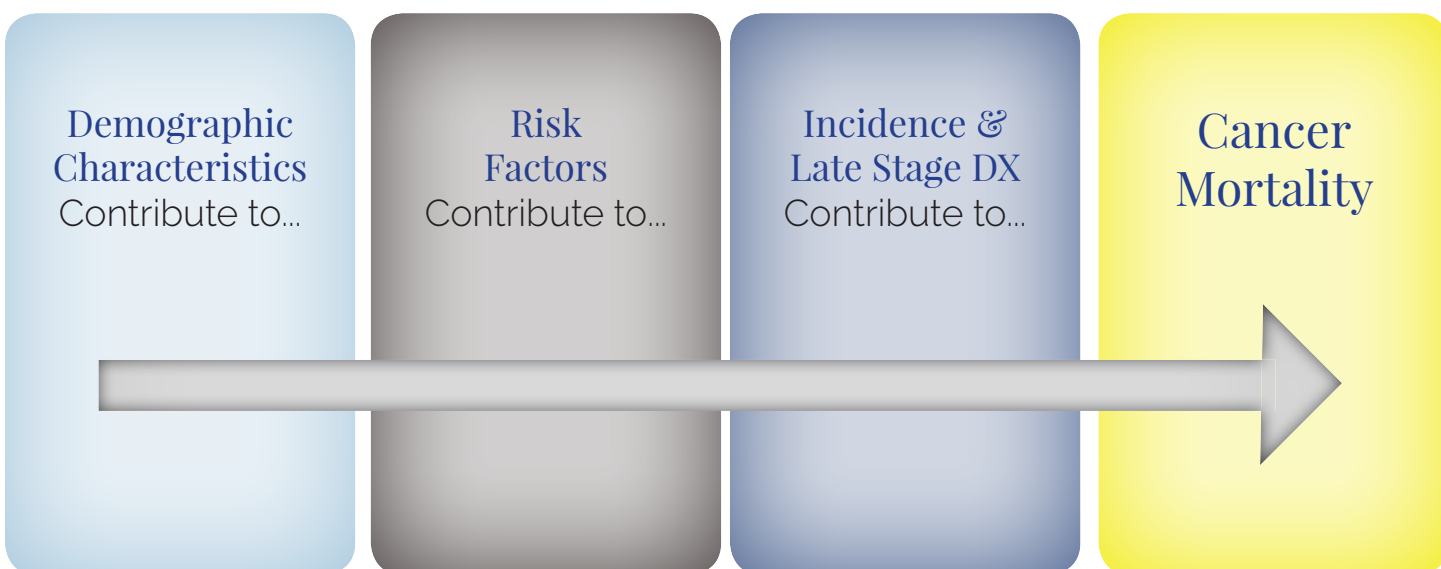 Demographic
Characteristics
Contribute to...
Risk
Factors
Contribute to...
Incidence &
Late Stage DX
Contribute to...
Cancer
Mortality